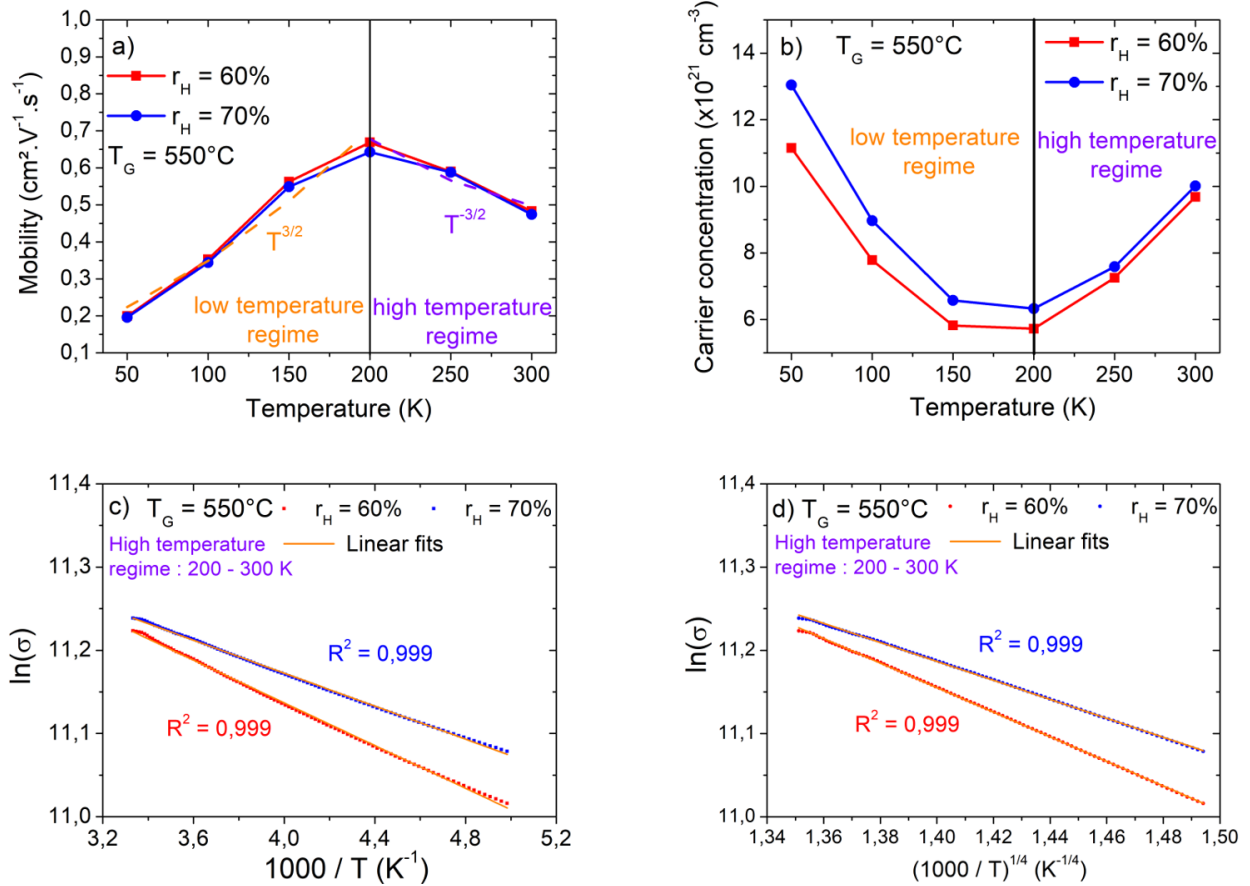 a)
r_H = 60%
r_H = 70%
T_G = 550°C
T^3/2
T^-3/2
low temperature
regime
high temperature
regime
Mobility (cm².V⁻¹.s⁻¹)
1,0
0,9
0,8
0,7
0,6
0,5
0,4
0,3
0,2
0,1
50 100 150 200 250 300
Temperature (K)
b)
T_G = 550°C
r_H = 60%
r_H = 70%
low temperature
regime
high temperature
regime
Carrier concentration (x10²¹ cm⁻³)
14
12
10
8
6
50 100 150 200 250 300
Temperature (K)
c) T_G = 550°C r_H = 60% r_H = 70%
High temperature
regime : 200 - 300 K
Linear fits
R² = 0,999
R² = 0,999
ln(σ)
11,4
11,3
11,2
11,1
11,0
3,2 3,6 4,0 4,4 4,8 5,2
1000 / T (K⁻¹)
d) T_G = 550°C r_H = 60% r_H = 70%
High temperature
regime : 200 - 300 K
Linear fits
R² = 0,999
R² = 0,999
ln(σ)
11,4
11,3
11,2
11,1
11,0
1,34 1,36 1,38 1,40 1,42 1,44 1,46 1,48 1,50
(1000 / T)^1/4 (K^-1/4)